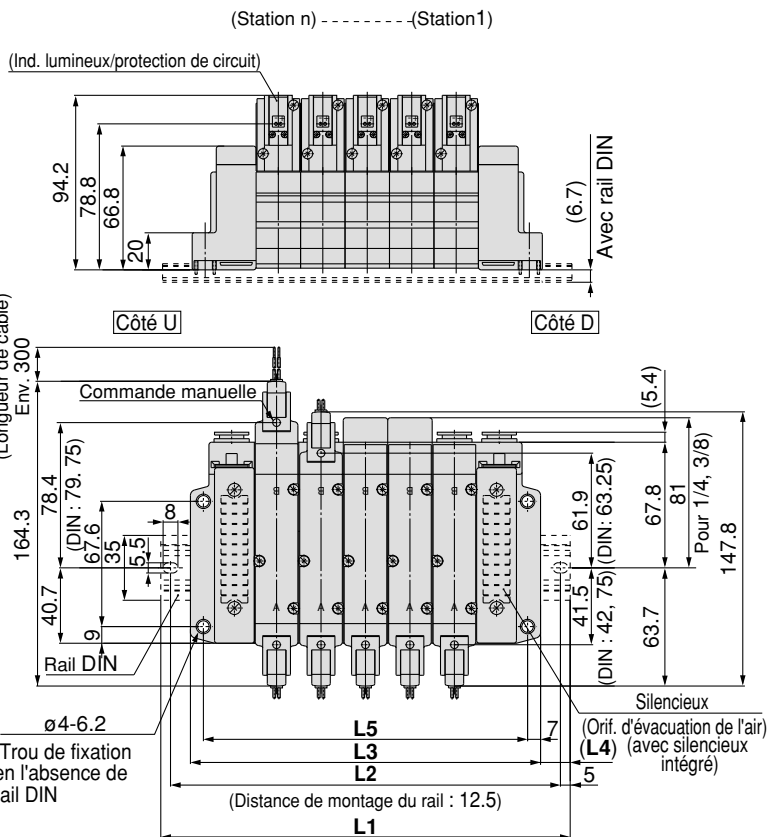 (Station n) ---------(Station1)
(Ind. lumineux/protection de circuit)
94.2
78.8
66.8
20
(6.7)
Avec rail DIN
Côté U
Côté D
(Longueur de câble)
Env. 300
Commande manuelle
(5.4)
164.3
78.4
(DIN : 79. 75)
67.6
35
5.5
8
40.7
9
61.9
(DIN: 63.25)
67.8
81
Pour 1/4, 3/8)
147.8
41.5
(DIN : 42, 75)
63.7
B
B
B
B
B
A
A
A
A
A
Rail DIN
ø4-6.2
Trou de fixation
en l'absence de
rail DIN
L5
7
L3
(L4)
L2
5
(Distance de montage du rail : 12.5)
L1
Silencieux
(Orif. d'évacuation de l'air)
(avec silencieux
intégré)